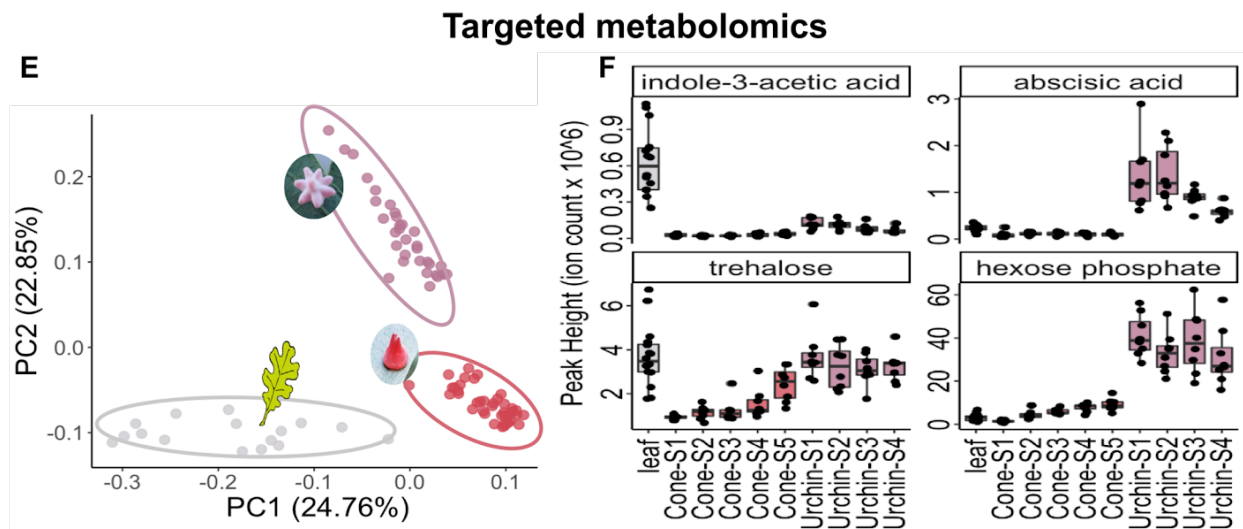 Targeted metabolomics
E
0.2
0.1
0.0
-0.1
PC2 (22.85%)
-0.3
-0.2
-0.1
0.0
0.1
PC1 (24.76%)
F
Peak Height (ion count x 10^6)
indole-3-acetic acid
0.9
0.6
0.3
0.0
abscisic acid
3
2
1
0
trehalose
6
4
2
hexose phosphate
60
40
20
0
leaf
Cone-S1
Cone-S2
Cone-S3
Cone-S4
Cone-S5
Urchin-S1
Urchin-S2
Urchin-S3
Urchin-S4
leaf
Cone-S1
Cone-S2
Cone-S3
Cone-S4
Cone-S5
Urchin-S1
Urchin-S2
Urchin-S3
Urchin-S4